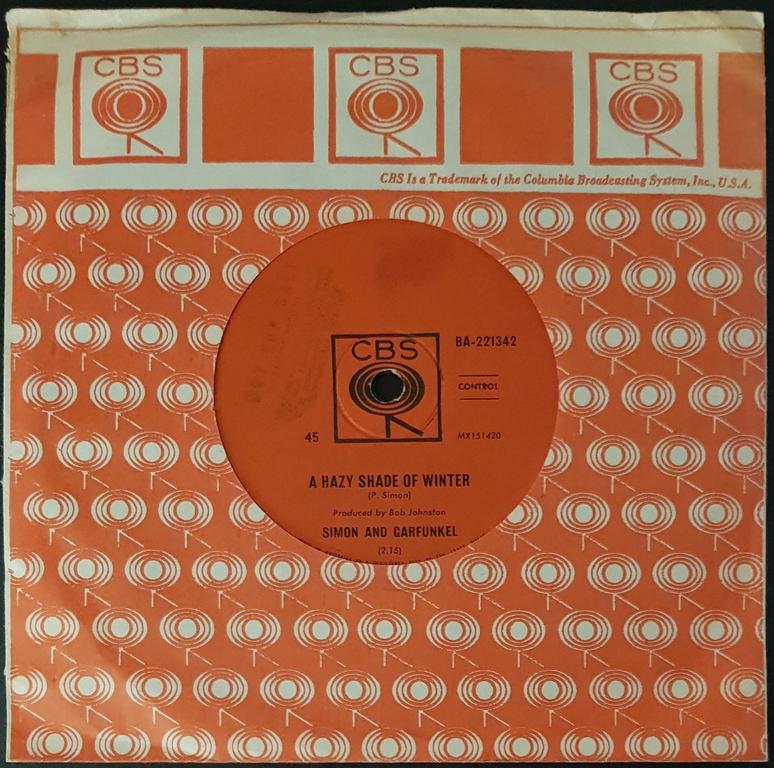 CBS CBS CBS
CBS Is a Trademark of the Columbia Broadcasting System, Inc., U.S.A.
CBS
BA-221342
CONTROL
45
MX151420
A HAZY SHADE OF WINTER
(P. Simon)
Produced by Bob Johnston
SIMON AND GARFUNKEL
(2.15)